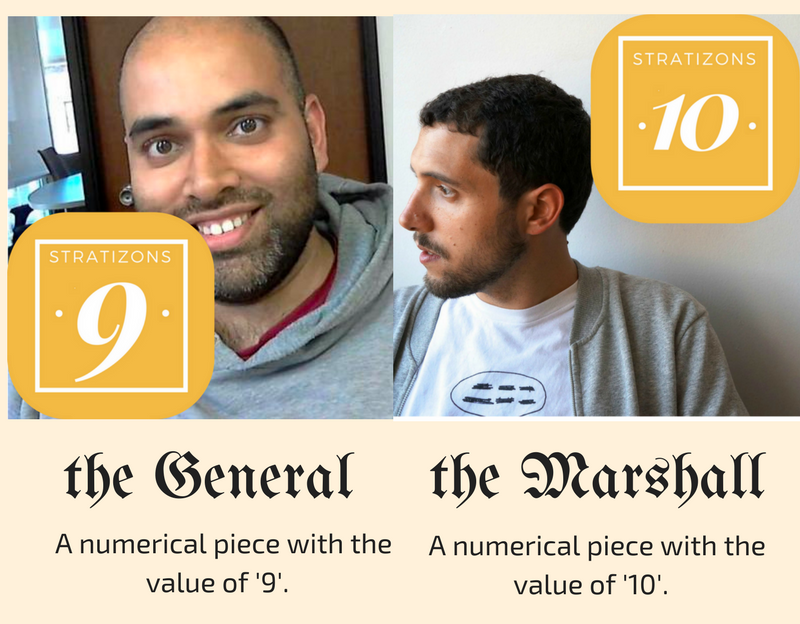 STRATIZONS
· 9 ·
the General
A numerical piece with the
value of '9'.
STRATIZONS
· 10 ·
the Marshall
A numerical piece with the
value of '10'.